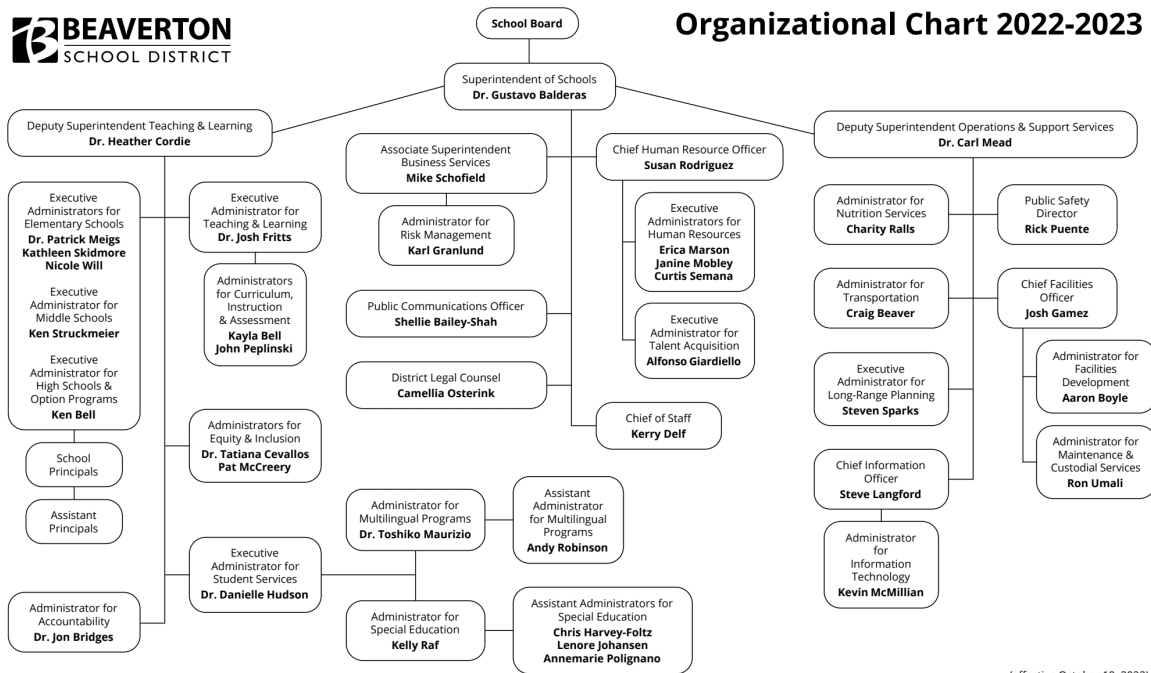 BEAVERTON
SCHOOL DISTRICT
Organizational Chart 2022-2023
School Board
Superintendent of Schools
Dr. Gustavo Balderas
Deputy Superintendent Teaching & Learning
Dr. Heather Cordie
Executive
Administrators for
Elementary Schools
Dr. Patrick Meigs
Kathleen Skidmore
Nicole Will
Executive
Administrator for
Middle Schools
Ken Struckmeier
Executive
Administrator for
High Schools &
Option Programs
Ken Bell
School
Principals
Assistant
Principals
Administrator for
Accountability
Dr. Jon Bridges
Executive
Administrator for
Teaching & Learning
Dr. Josh Fritts
Administrators
for Curriculum,
Instruction
& Assessment
Kayla Bell
John Peplinski
Administrators for
Equity & Inclusion
Dr. Tatiana Cevallos
Pat McCreery
Executive
Administrator for
Student Services
Dr. Danielle Hudson
Administrator for
Multilingual Programs
Dr. Toshiko Maurizio
Assistant
Administrator
for Multilingual
Programs
Andy Robinson
Administrator for
Special Education
Kelly Raf
Assistant Administrators for
Special Education
Chris Harvey-Foltz
Lenore Johansen
Annemarie Polignano
Associate Superintendent
Business Services
Mike Schofield
Administrator for
Risk Management
Karl Granlund
Public Communications Officer
Shellie Bailey-Shah
District Legal Counsel
Camellia Osterink
Chief Human Resource Officer
Susan Rodriguez
Executive
Administrators for
Human Resources
Erica Marson
Janine Mobley
Curtis Semana
Executive
Administrator for
Talent Acquisition
Alfonso Giardiello
Chief of Staff
Kerry Delf
Deputy Superintendent Operations & Support Services
Dr. Carl Mead
Administrator for
Nutrition Services
Charity Ralls
Public Safety
Director
Rick Puente
Administrator for
Transportation
Craig Beaver
Chief Facilities
Officer
Josh Gamez
Executive
Administrator for
Long-Range Planning
Steven Sparks
Administrator for
Facilities
Development
Aaron Boyle
Administrator for
Maintenance &
Custodial Services
Ron Umali
Chief Information
Officer
Steve Langford
Administrator
for
Information
Technology
Kevin McMillian